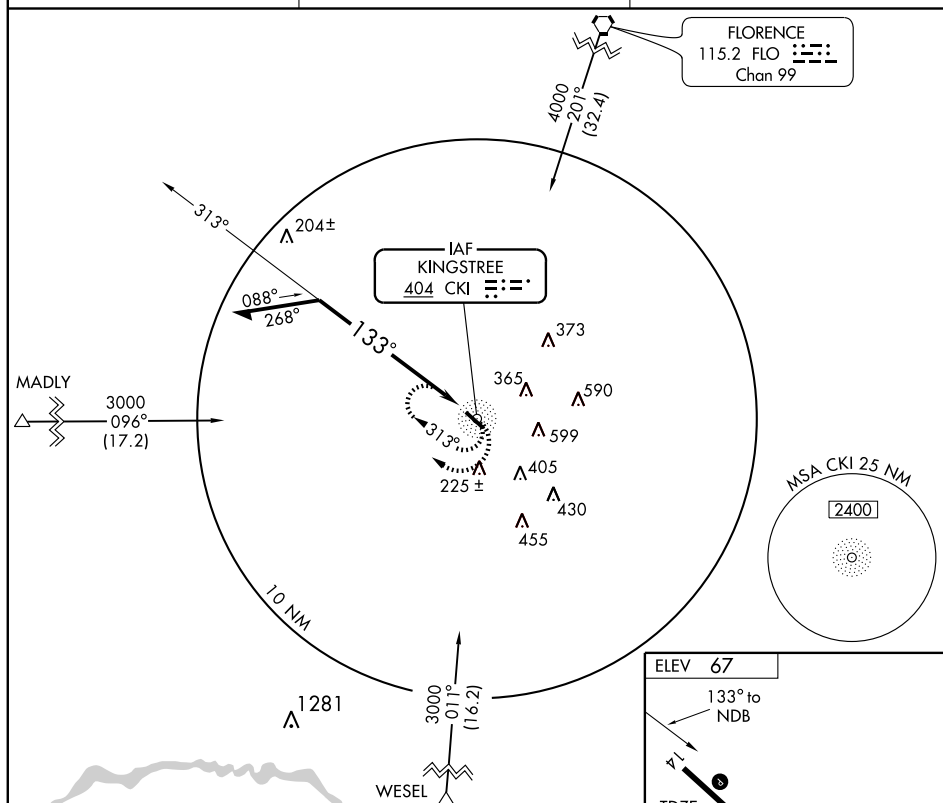 FLORENCE
115.2 FLO
Chan 99
4000
201°
(32.4)
313°
204±
IAF
KINGSTREE
404 CKI
088°
268°
133°
373
MADLY
3000
096°
(17.2)
365
590
313°
599
225 ±
405
430
455
MSA CKI 25 NM
2400
10 NM
1281
3000
011°
(16.2)
WESEL
ELEV 67
133° to
NDB
14
P